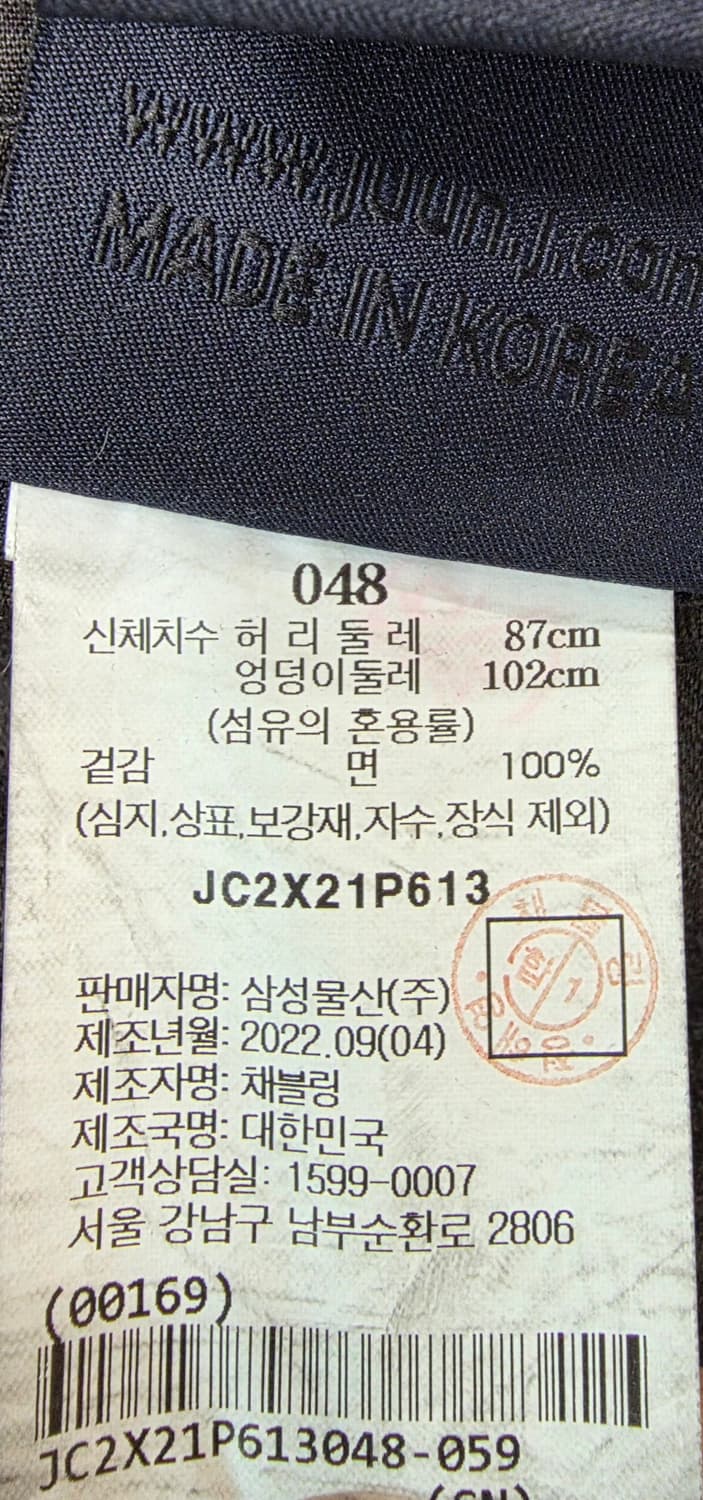 www.juun.j.com
MADE IN KOREA
048
신체치수 허 리 둘 레 87cm
엉덩이둘레 102cm
(섬유의 혼용률)
겉감 면 100%
(심지,상표,보강재,자수,장식 제외)
JC2X21P613
판매자명: 삼성물산(주)
제조년월: 2022.09(04)
제조자명: 채블링
제조국명: 대한민국
고객상담실: 1599-0007
서울 강남구 남부순환로 2806
(00169)
JC2X21P613048-059